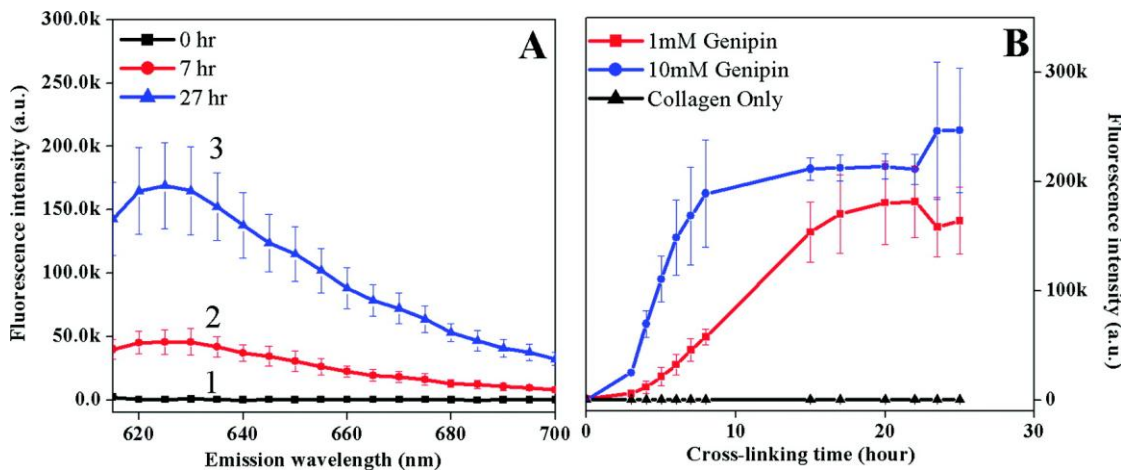 300.0k
250.0k
200.0k
150.0k
100.0k
50.0k
0.0
Fluorescence intensity (a.u.)
0 hr
7 hr
27 hr
A
3
2
1
620
640
660
680
700
Emission wavelength (nm)
1mM Genipin
10mM Genipin
Collagen Only
B
300k
200k
100k
0
Fluorescence intensity
(a.u.)
0
10
20
30
Cross-linking time (hour)